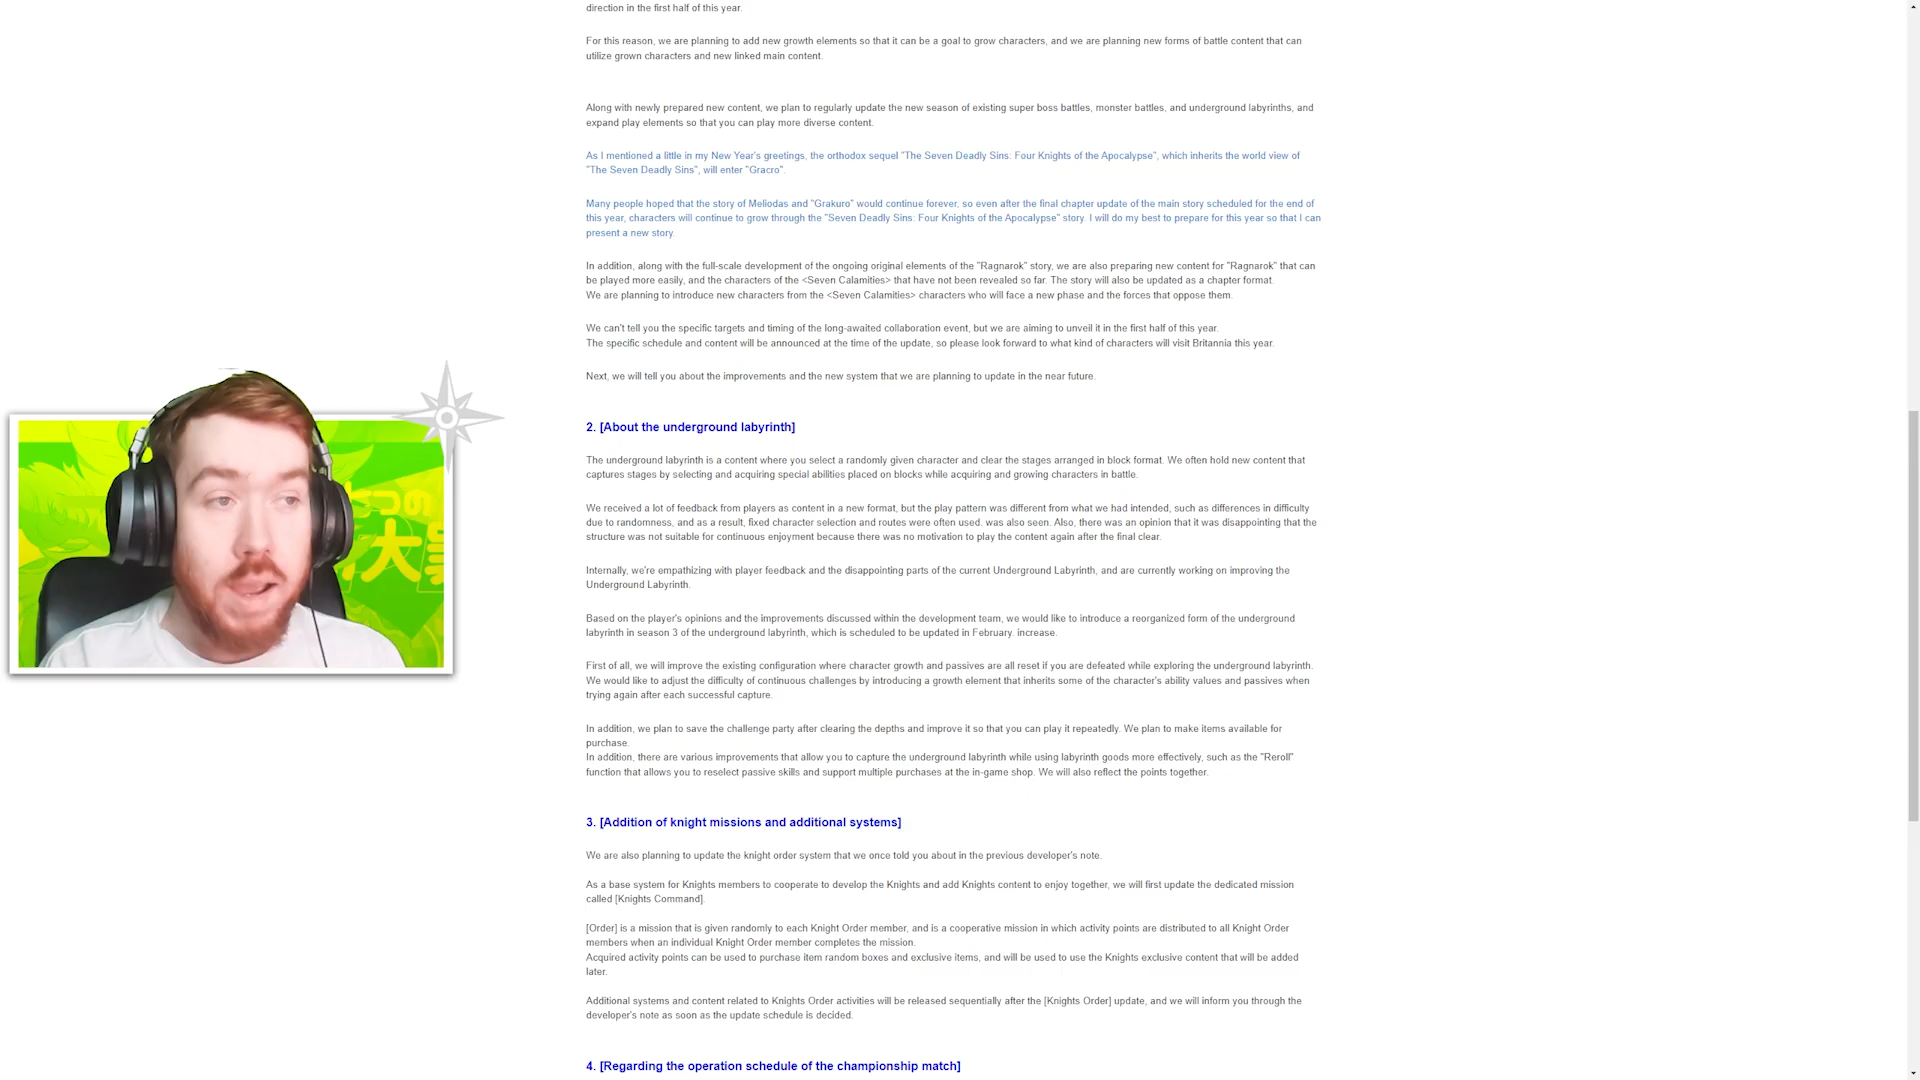 direction in the first half of this year.
For this reason, we are planning to add new growth elements so that it can be a goal to grow characters, and we are planning new forms of battle content that can
utilize grown characters and new linked main content.
Along with newly prepared new content, we plan to regularly update the new season of existing super boss battles, monster battles, and underground labyrinths, and
expand play elements so that you can play more diverse content.
As I mentioned a little in my New Year's greetings, the orthodox sequel "The Seven Deadly Sins: Four Knights of the Apocalypse", which inherits the world view of
"The Seven Deadly Sins", will enter "Gracro".
Many people hoped that the story of Meliodas and "Grakuro" would continue forever, so even after the final chapter update of the main story scheduled for the end of
this year, characters will continue to grow through the "Seven Deadly Sins: Four Knights of the Apocalypse" story. I will do my best to prepare for this year so that I can
present a new story.
In addition, along with the full-scale development of the ongoing original elements of the "Ragnarok" story, we are also preparing new content for "Ragnarok" that can
be played more easily, and the characters of the <Seven Calamities> that have not been revealed so far. The story will also be updated as a chapter format.
We are planning to introduce new characters from the <Seven Calamities> characters who will face a new phase and the forces that oppose them.
We can't tell you the specific targets and timing of the long-awaited collaboration event, but we are aiming to unveil it in the first half of this year.
The specific schedule and content will be announced at the time of the update, so please look forward to what kind of characters will visit Britannia this year.
Next, we will tell you about the improvements and the new system that we are planning to update in the near future.
2. [About the underground labyrinth]
The underground labyrinth is a content where you select a randomly given character and clear the stages arranged in block format. We often hold new content that
captures stages by selecting and acquiring special abilities placed on blocks while acquiring and growing characters in battle.
We received a lot of feedback from players as content in a new format, but the play pattern was different from what we had intended, such as differences in difficulty
due to randomness, and as a result, fixed character selection and routes were often used. was also seen. Also, there was an opinion that it was disappointing that the
structure was not suitable for continuous enjoyment because there was no motivation to play the content again after the final clear.
Internally, we're empathizing with player feedback and the disappointing parts of the current Underground Labyrinth, and are currently working on improving the
Underground Labyrinth.
Based on the player's opinions and the improvements discussed within the development team, we would like to introduce a reorganized form of the underground
labyrinth in season 3 of the underground labyrinth, which is scheduled to be updated in February. increase.
First of all, we will improve the existing configuration where character growth and passives are all reset if you are defeated while exploring the underground labyrinth.
We would like to adjust the difficulty of continuous challenges by introducing a growth element that inherits some of the character's ability values and passives when
trying again after each successful capture.
In addition, we plan to save the challenge party after clearing the depths and improve it so that you can play it repeatedly. We plan to make items available for
purchase.
In addition, there are various improvements that allow you to capture the underground labyrinth while using labyrinth goods more effectively, such as the "Reroll"
function that allows you to reselect passive skills and support multiple purchases at the in-game shop. We will also reflect the points together.
3. [Addition of knight missions and additional systems]
We are also planning to update the knight order system that we once told you about in the previous developer's note.
As a base system for Knights members to cooperate to develop the Knights and add Knights content to enjoy together, we will first update the dedicated mission
called [Knights Command].
[Order] is a mission that is given randomly to each Knight Order member, and is a cooperative mission in which activity points are distributed to all Knight Order
members when an individual Knight Order member completes the mission.
Acquired activity points can be used to purchase item random boxes and exclusive items, and will be used to use the Knights exclusive content that will be added
later.
Additional systems and content related to Knights Order activities will be released sequentially after the [Knights Order] update, and we will inform you through the
developer's note as soon as the update schedule is decided.
4. [Regarding the operation schedule of the championship match]
つの
大